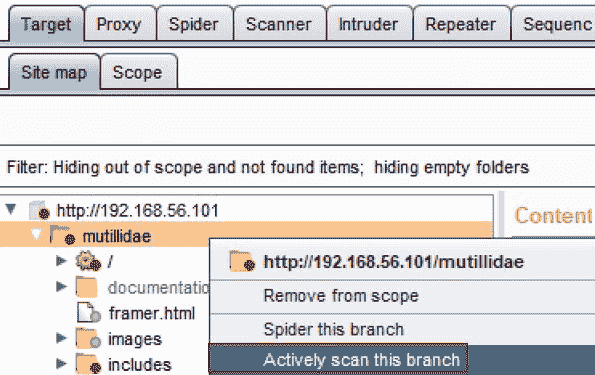 Target Proxy Spider Scanner Intruder Repeater Sequenc
Site map Scope
Filter: Hiding out of scope and not found items; hiding empty folders
http://192.168.56.101
Content
mutillidae
/
http://192.168.56.101/mutillidae
documentatio
Remove from scope
framer.html
Spider this branch
images
includes
Actively scan this branch